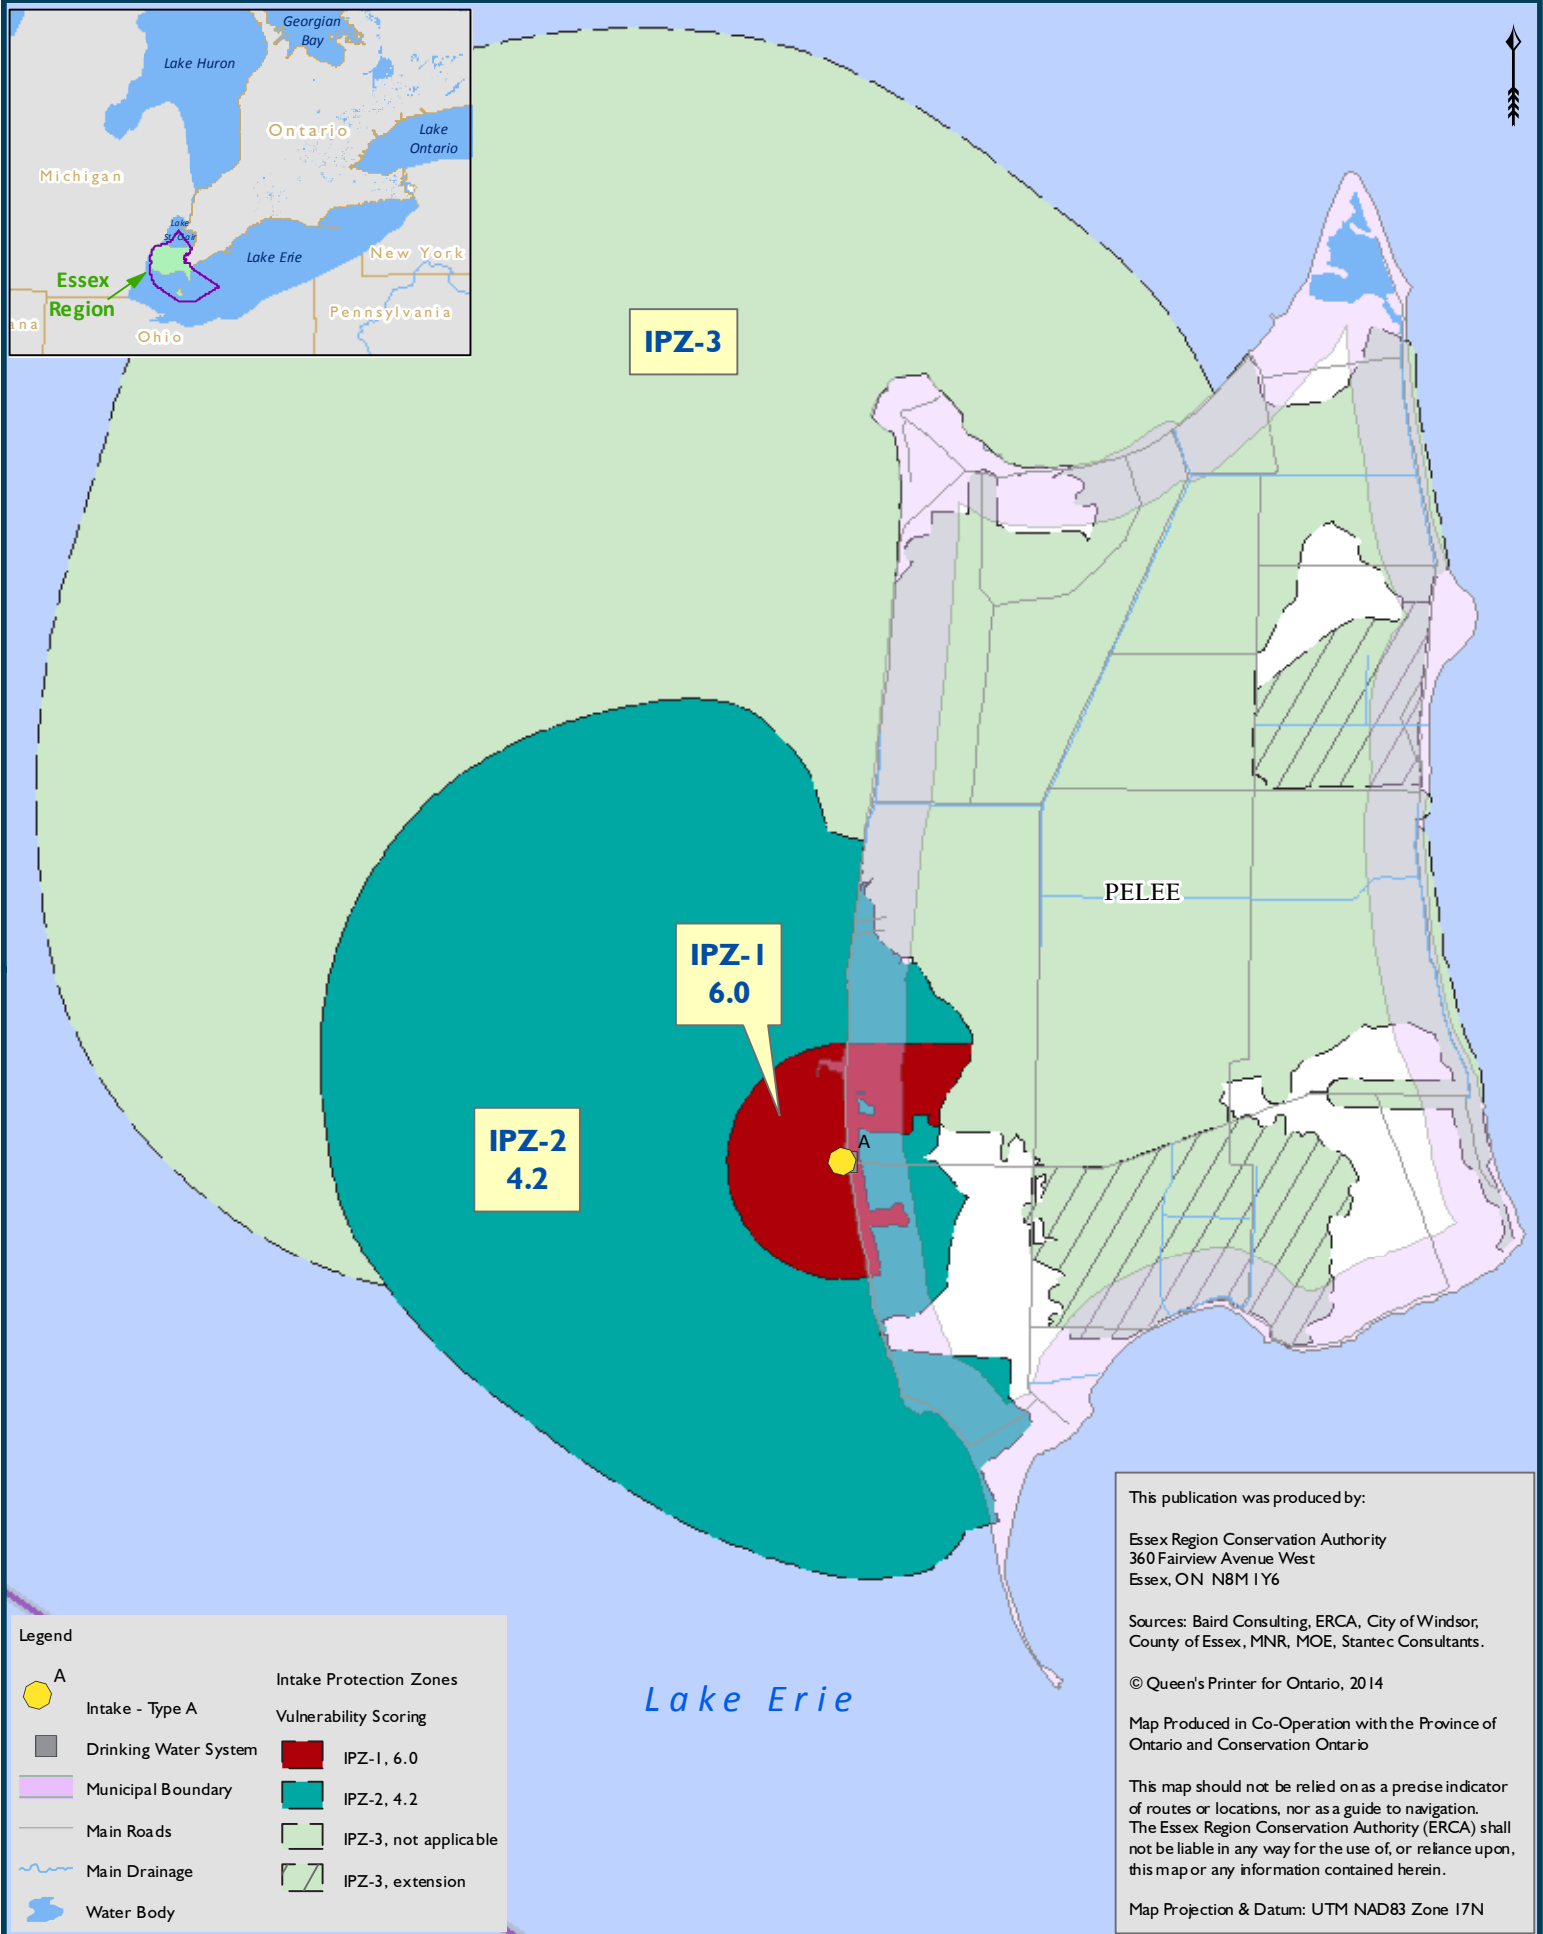 Georgian
Bay
Lake Huron
Ontario
Lake
Ontario
Michigan
Lake
St. Clair
Lake Erie
New York
Essex
Region
Pennsylvania
ana
Ohio
IPZ-3
PELEE
IPZ-1
6.0
A
IPZ-2
4.2
Lake Erie
Legend
A
Intake - Type A
Drinking Water System
Municipal Boundary
Main Roads
Main Drainage
Water Body
Intake Protection Zones
Vulnerability Scoring
IPZ-1, 6.0
IPZ-2, 4.2
IPZ-3, not applicable
IPZ-3, extension
This publication was produced by:
Essex Region Conservation Authority
360 Fairview Avenue West
Essex, ON N8M 1Y6
Sources: Baird Consulting, ERCA, City of Windsor,
County of Essex, MNR, MOE, Stantec Consultants.
© Queen's Printer for Ontario, 2014
Map Produced in Co-Operation with the Province of
Ontario and Conservation Ontario
This map should not be relied on as a precise indicator
of routes or locations, nor as a guide to navigation.
The Essex Region Conservation Authority (ERCA) shall
not be liable in any way for the use of, or reliance upon,
this map or any information contained herein.
Map Projection & Datum: UTM NAD83 Zone 17N